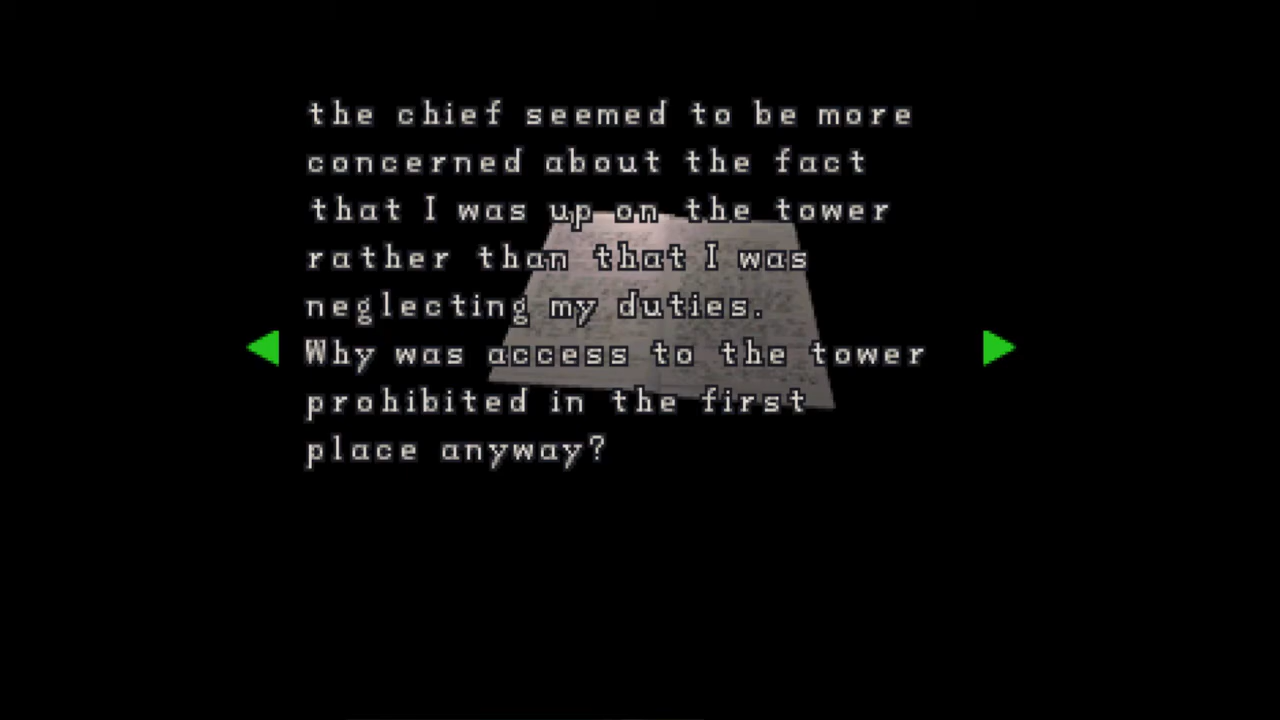 the chief seemed to be more
concerned about the fact
that I was up on the tower
rather than that I was
neglecting my duties.
Why was access to the tower
prohibited in the first
place anyway?